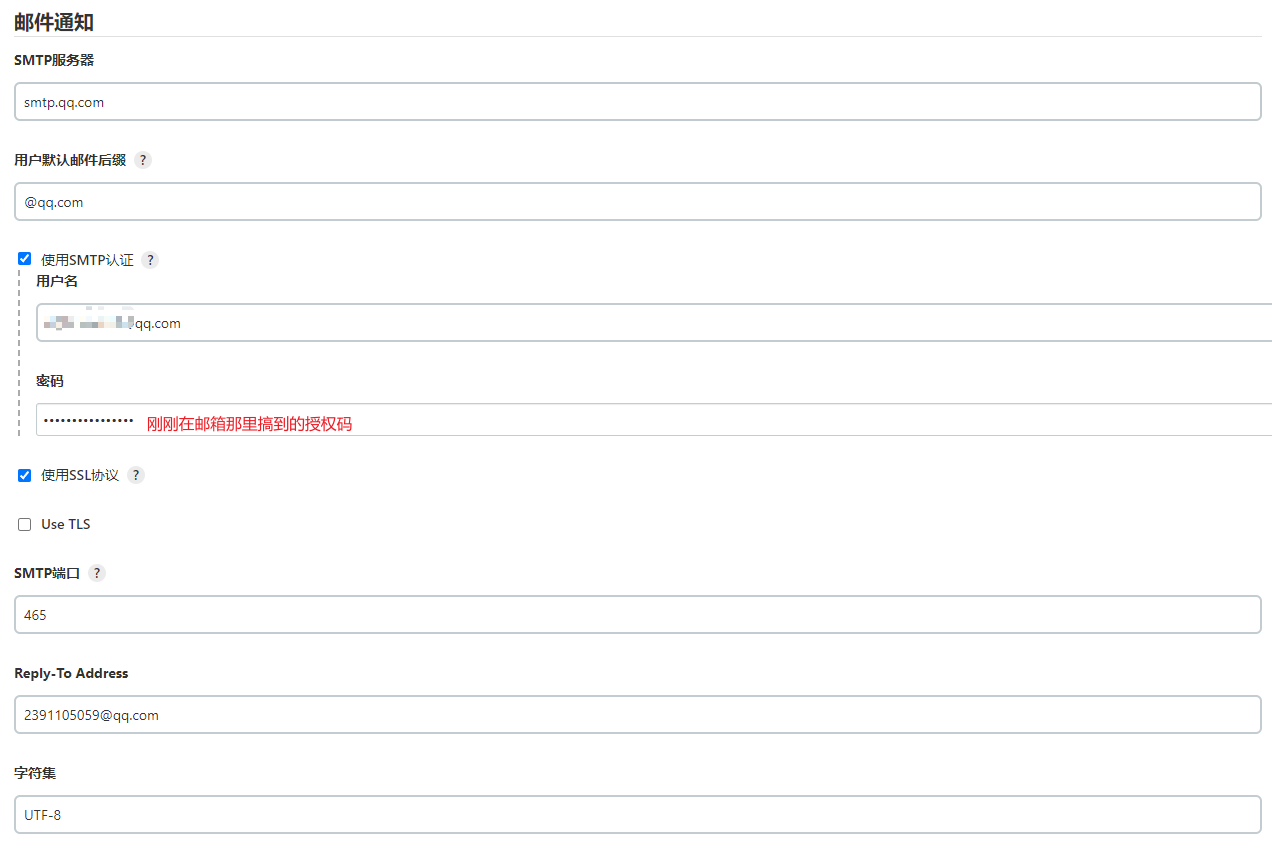 邮件通知
SMTP服务器
smtp.qq.com
用户默认邮件后缀 ?
@qq.com
使用SMTP认证 ?
用户名
qq.com
密码
•••••••••••••••• 刚刚在邮箱那里搞到的授权码
使用SSL协议 ?
Use TLS
SMTP端口 ?
465
Reply-To Address
2391105059@qq.com
字符集
UTF-8